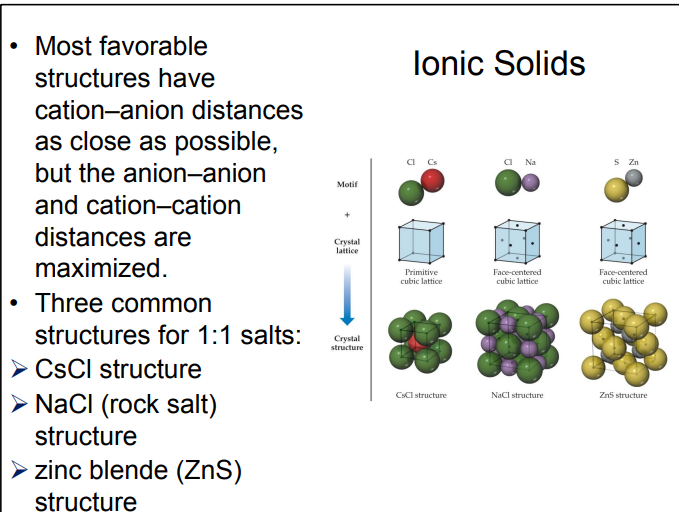 • Most favorable
structures have
cation–anion distances
as close as possible,
but the anion–anion
and cation–cation
distances are
maximized.
• Three common
structures for 1:1 salts:
➢ CsCl structure
➢ NaCl (rock salt)
structure
➢ zinc blende (ZnS)
structure
Ionic Solids
Cl Cs
Cl Na
S Zn
Motif
+
Crystal
lattice
Primitive
cubic lattice
Face-centered
cubic lattice
Face-centered
cubic lattice
Crystal
structure
CsCl structure
NaCl structure
ZnS structure